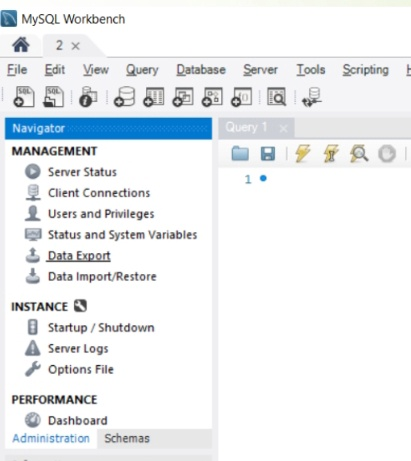 MySQL Workbench
2 ×
File Edit View Query Database Server Tools Scripting
Navigator
Query 1 ×
MANAGEMENT
Server Status
1
Client Connections
Users and Privileges
Status and System Variables
Data Export
Data Import/Restore
INSTANCE
Startup / Shutdown
Server Logs
Options File
PERFORMANCE
Dashboard
Administration Schemas